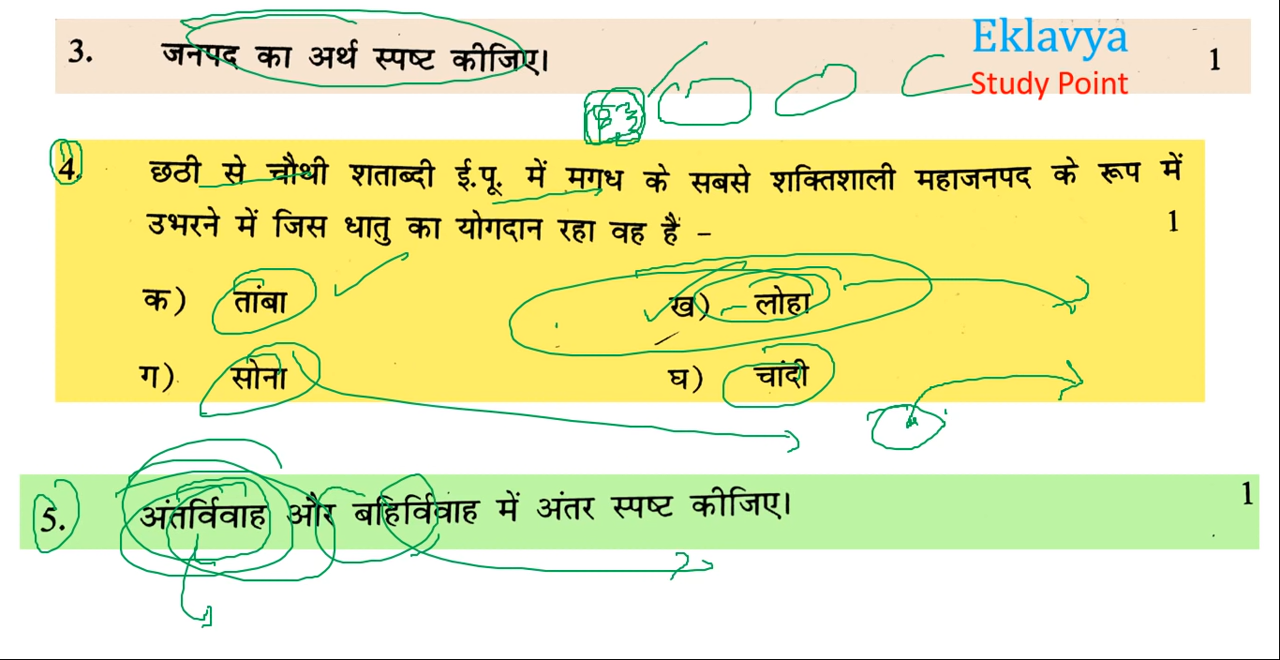 Eklavya
Study Point
3. जनपद का अर्थ स्पष्ट कीजिए। 1
4. छठी से चौथी शताब्दी ई.पू. में मगध के सबसे शक्तिशाली महाजनपद के रूप में
उभरने में जिस धातु का योगदान रहा वह है – 1
क) तांबा ख) लोहा
ग) सोना घ) चांदी
5. अंतर्विवाह और बहिर्विवाह में अंतर स्पष्ट कीजिए। 1